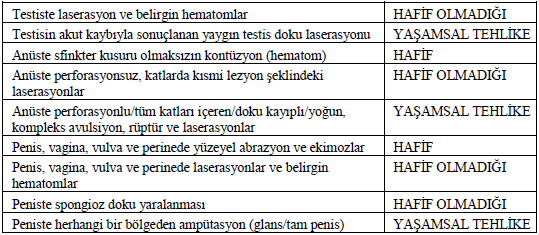 Testiste laserasyon ve belirgin hematomlar HAFİF OLMADIĞI
Testisin akut kaybıyla sonuçlanan yaygın testis doku laserasyonu YAŞAMSAL TEHLİKE
Anüste sfinkter kusuru olmaksızın kontüzyon (hematom) HAFİF
Anüste perforasyonsuz, katlarda kısmi lezyon şeklindeki HAFİF OLMADIĞI
laserasyonlar
Anüste perforasyonlu/tüm katları içeren/doku kayıplı/yoğun, YAŞAMSAL TEHLİKE
kompleks avulsiyon, rüptür ve laserasyonlar
Penis, vagina, vulva ve perinede yüzeyel abrazyon ve ekimozlar HAFİF
Penis, vagina, vulva ve perinede laserasyonlar ve belirgin HAFİF OLMADIĞI
hematomlar
Peniste spongioz doku yaralanması HAFİF OLMADIĞI
Peniste herhangi bir bölgeden ampütasyon (glans/tam penis) YAŞAMSAL TEHLİKE